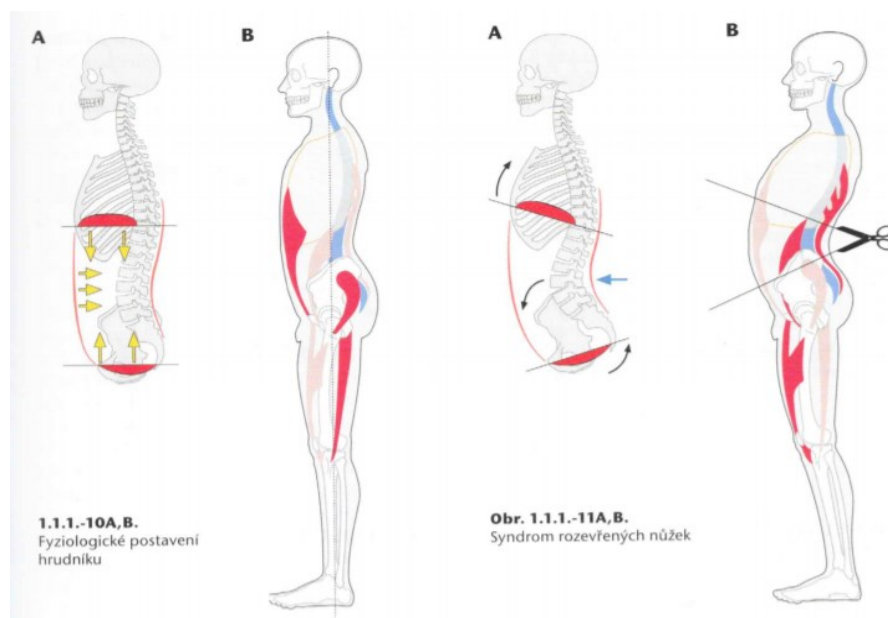 A
B
A
B
1.1.1.-10A,B.
Fyziologické postavení
hrudníku
Obr. 1.1.1.-11A,B.
Syndrom rozevřených nůžek